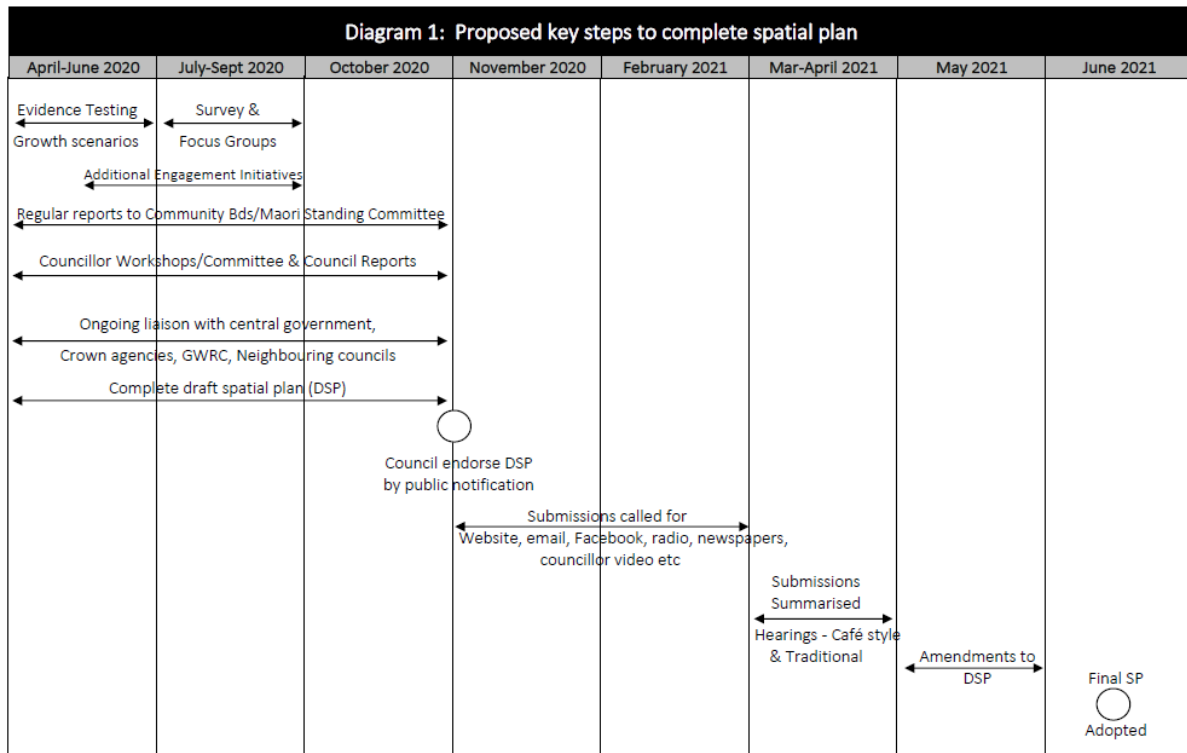 Diagram 1: Proposed key steps to complete spatial plan
April-June 2020
July-Sept 2020
October 2020
November 2020
February 2021
Mar-April 2021
May 2021
June 2021
Evidence Testing
Growth scenarios
Survey &
Focus Groups
Additional Engagement Initiatives
Regular reports to Community Bds/Maori Standing Committee
Councillor Workshops/Committee & Council Reports
Ongoing liaison with central government,
Crown agencies, GWRC, Neighbouring councils
Complete draft spatial plan (DSP)
Council endorse DSP
by public notification
Submissions called for
Website, email, Facebook, radio, newspapers,
councillor video etc
Submissions
Summarised
Hearings - Café style
& Traditional
Amendments to
DSP
Final SP
Adopted